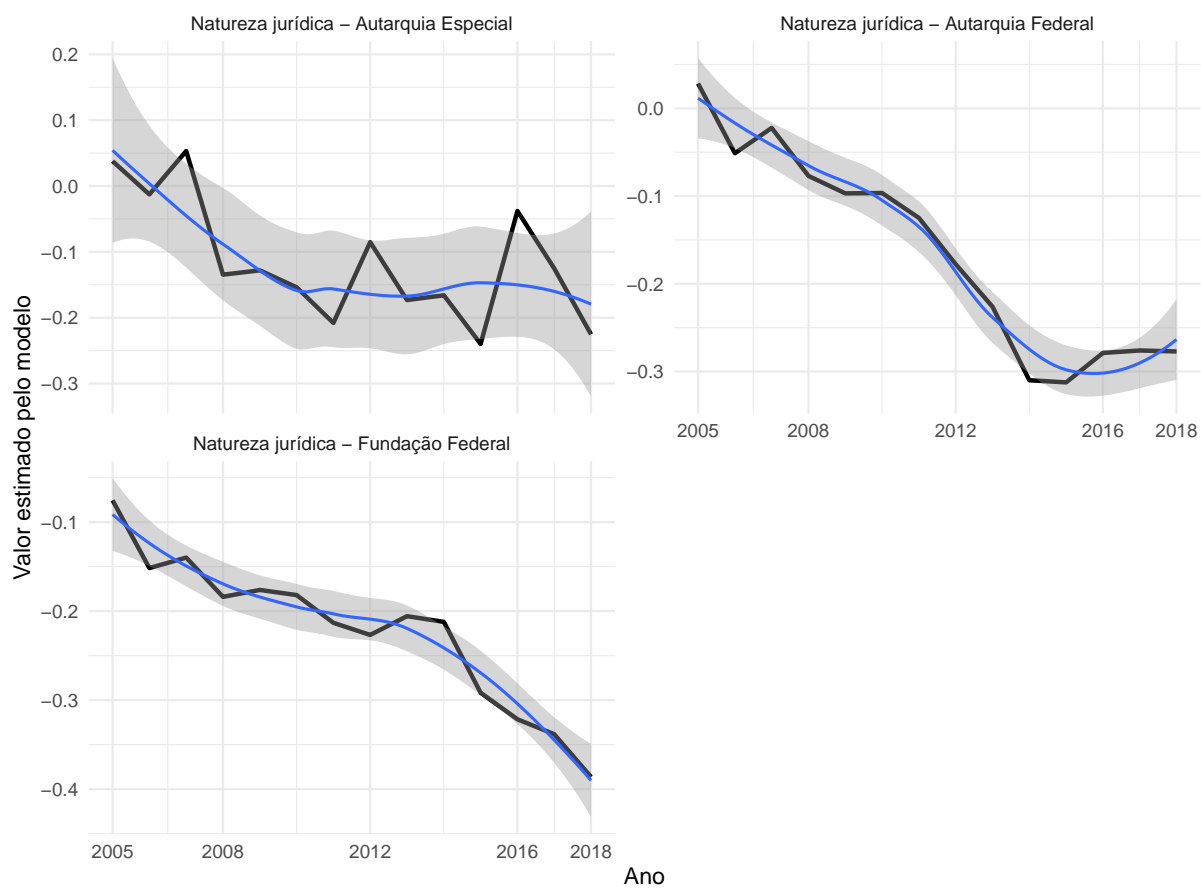 Natureza jurídica − Autarquia Especial
0.2
0.1
0.0
−0.1
−0.2
−0.3
Natureza jurídica − Autarquia Federal
0.0
−0.1
−0.2
−0.3
2005 2008 2012 2016 2018
Natureza jurídica − Fundação Federal
−0.1
−0.2
−0.3
−0.4
2005 2008 2012 2016 2018
Valor estimado pelo modelo
Ano